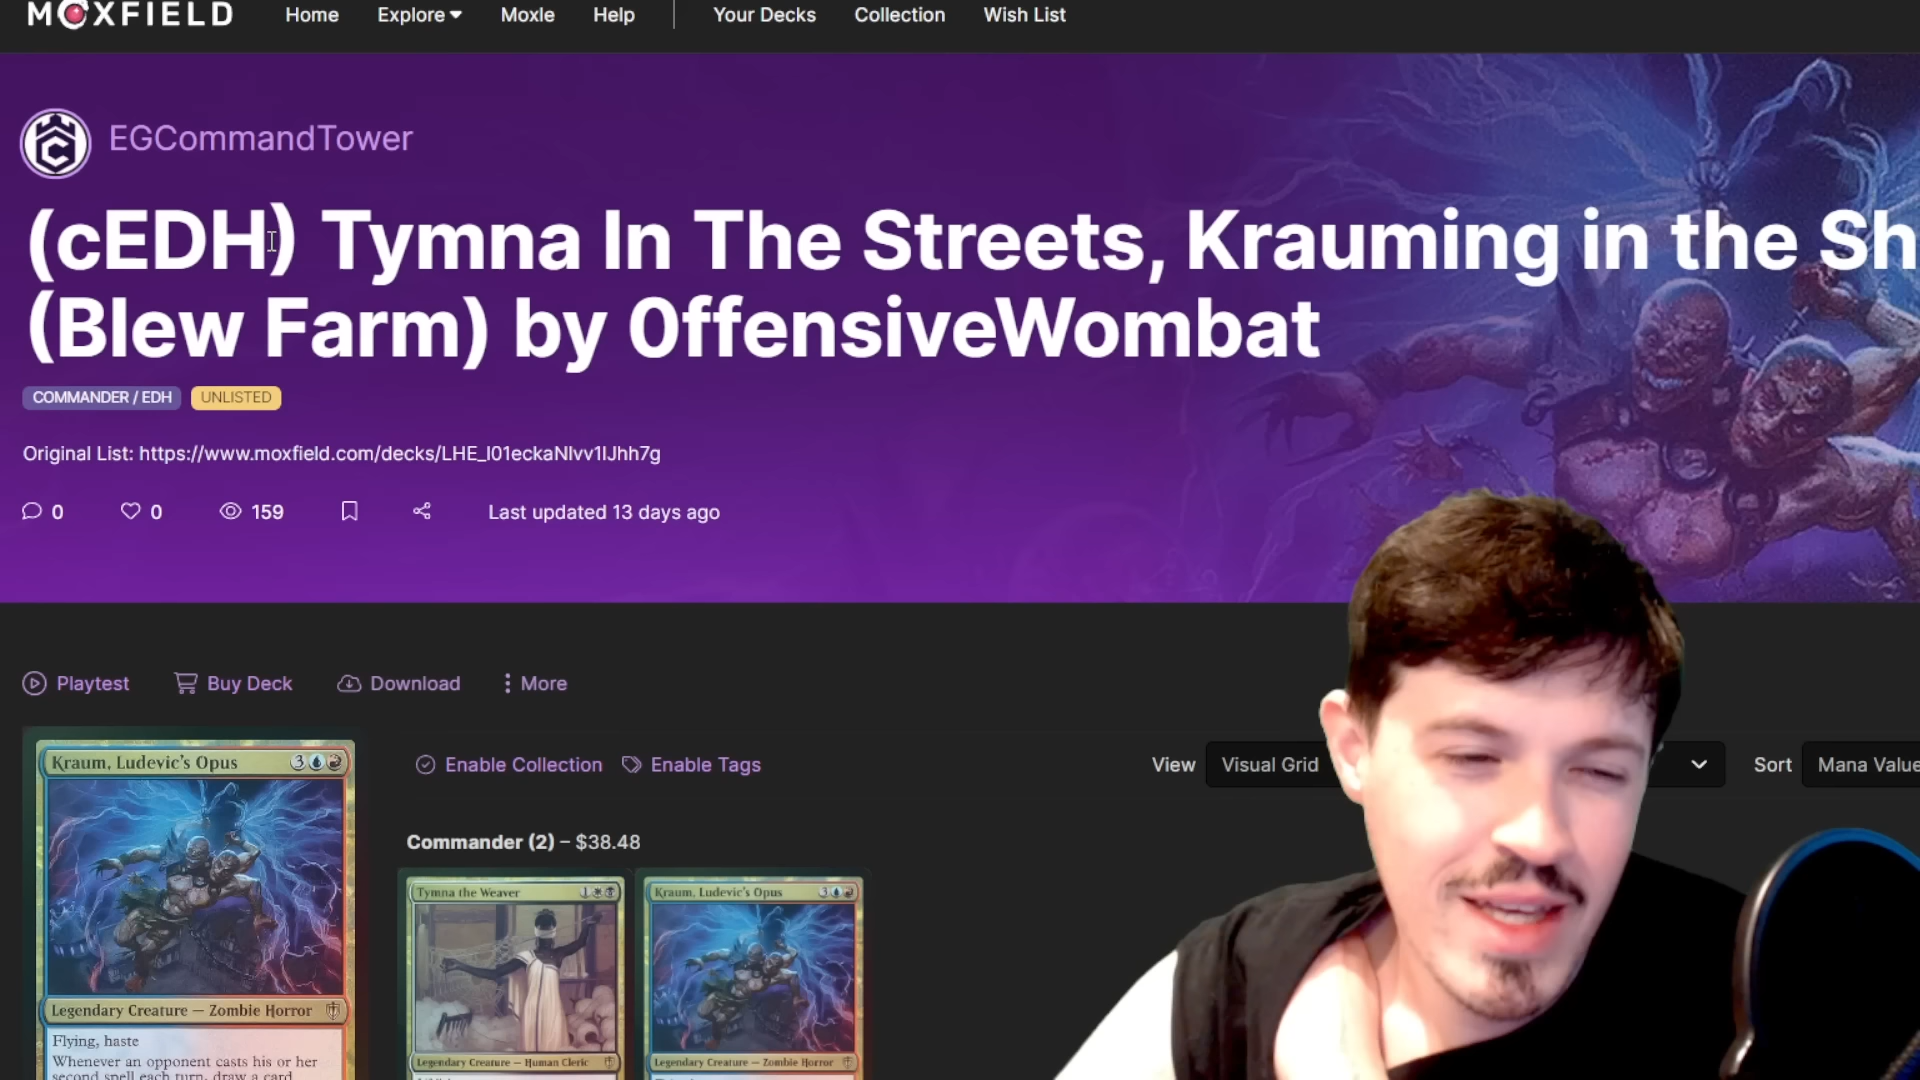 MOXFIELD Home Explore Moxle Help Your Decks Collection Wish List
EGCommandTower
(cEDH) Tymna In The Streets, Krauming in the Sh
(Blew Farm) by 0ffensiveWombat
COMMANDER / EDH UNLISTED
Original List: https://www.moxfield.com/decks/LHE_I01eckaNlvv1lJhh7g
0 0 159 Last updated 13 days ago
Playtest Buy Deck Download More
Enable Collection Enable Tags View Visual Grid Sort Mana Value
Commander (2) – $38.48
Kraum, Ludevic's Opus 3
Legendary Creature — Zombie Horror
Flying, haste
Whenever an opponent casts his or her
second spell each turn, draw a card
Tymna the Weaver 1
Legendary Creature — Human Cleric
Kraum, Ludevic's Opus 3
Legendary Creature — Zombie Horror